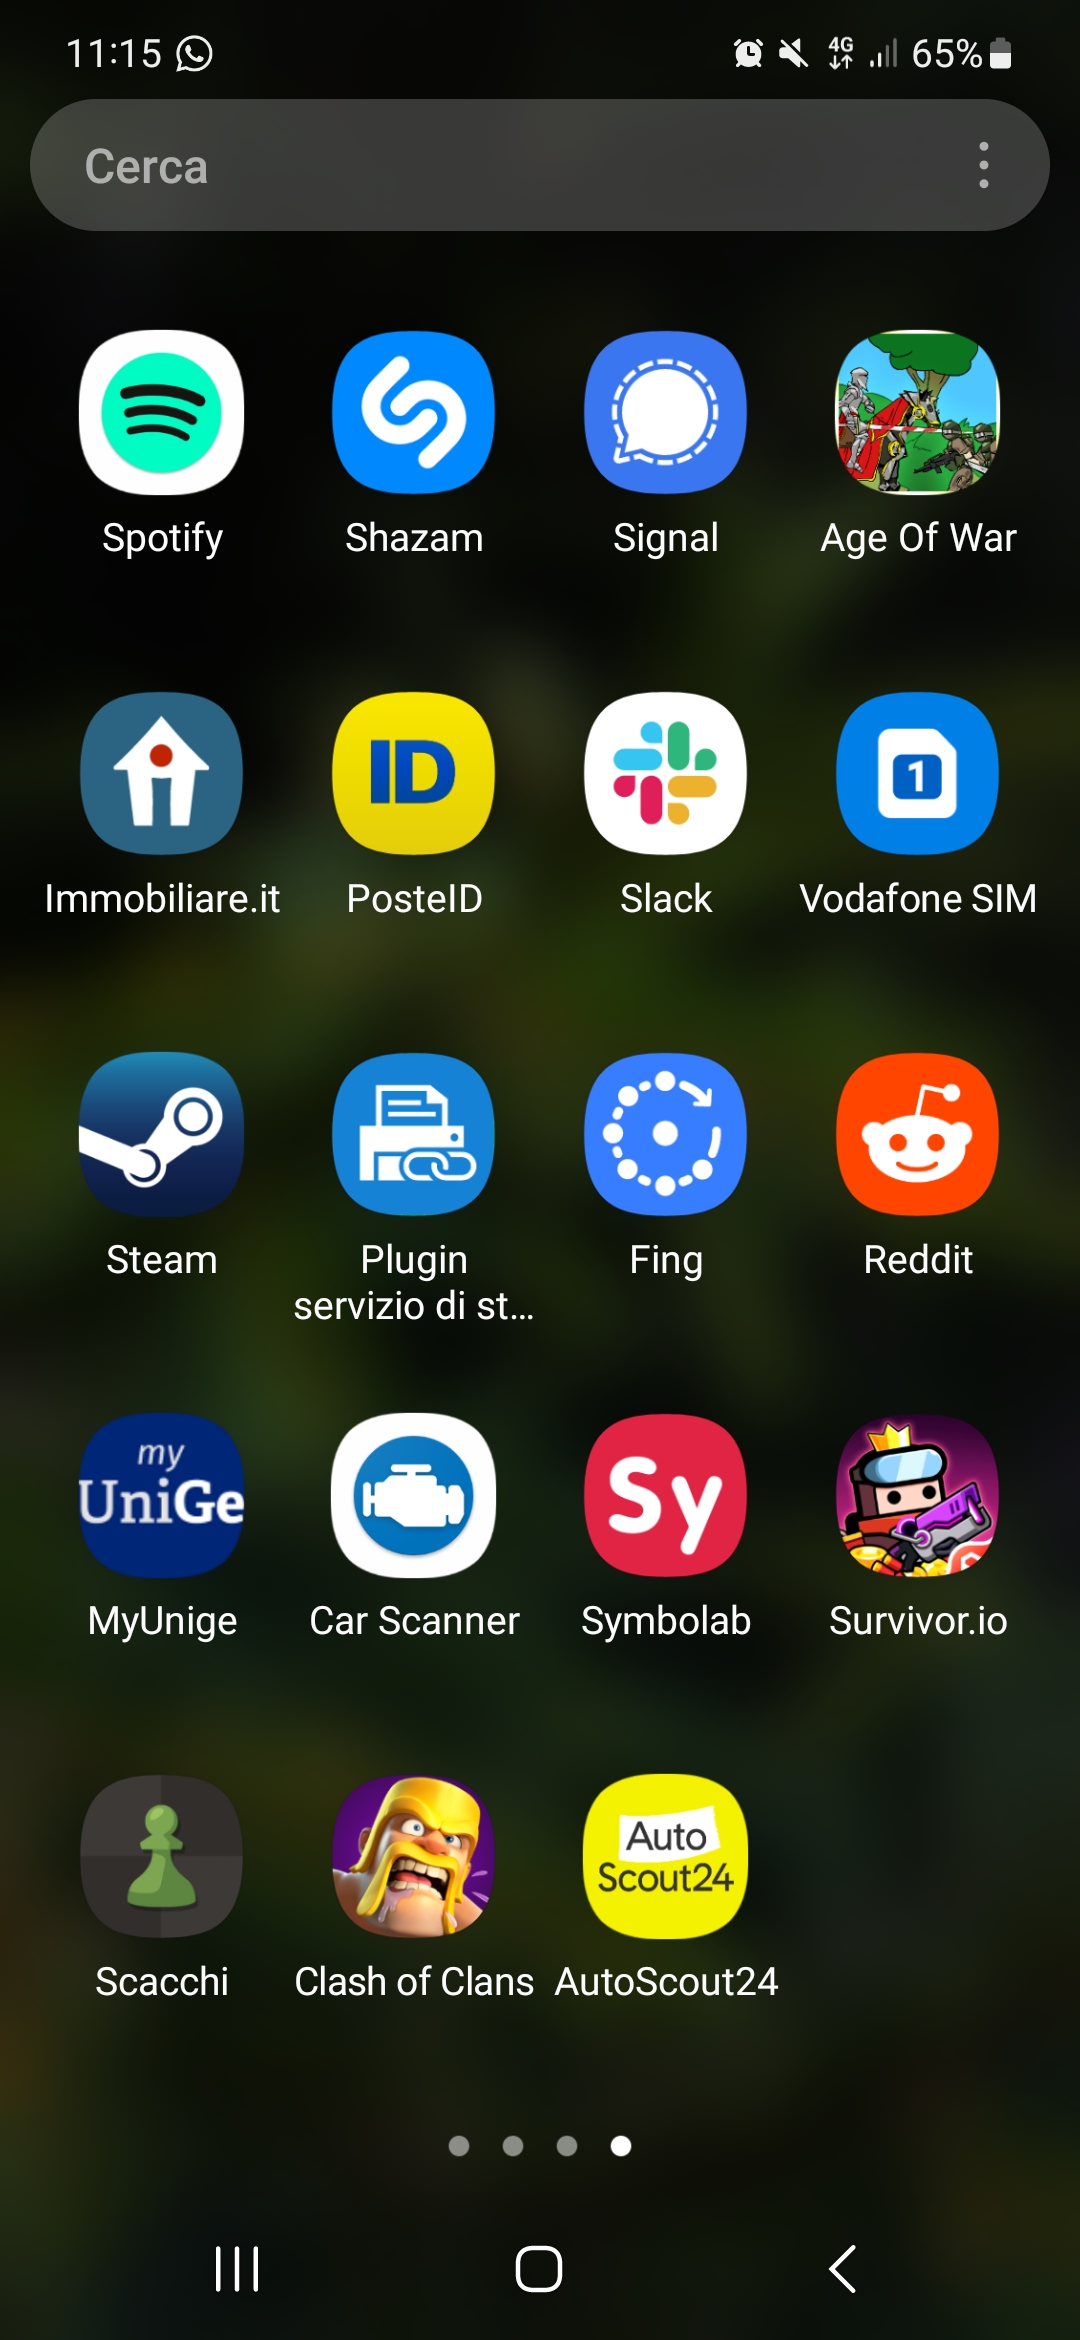 11:15 4G 65%
Cerca
Spotify Shazam Signal Age Of War
ID 1
Immobiliare.it PosteID Slack Vodafone SIM
Steam Plugin servizio di st... Fing Reddit
my
UniGe Sy
MyUnige Car Scanner Symbolab Survivor.io
Auto
Scout24
Scacchi Clash of Clans AutoScout24